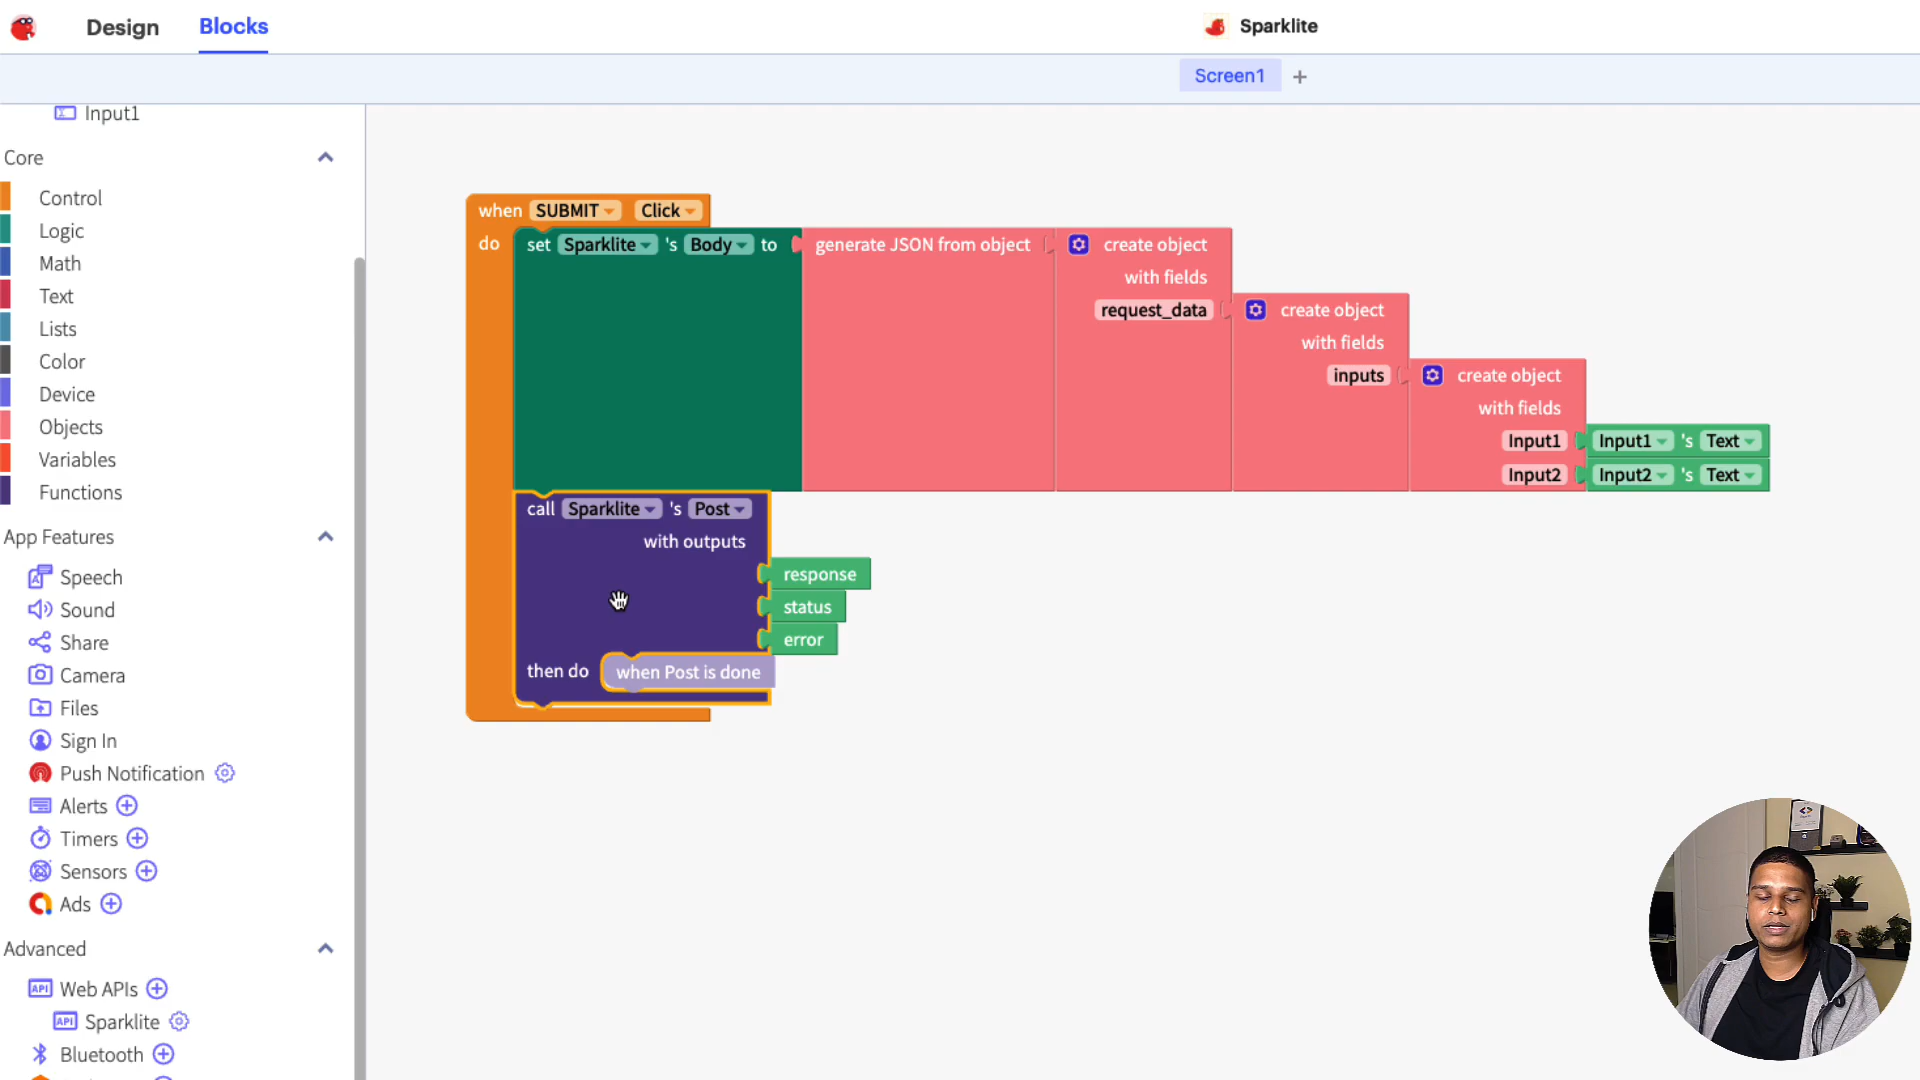 Design
Blocks
Sparklite
Screen1 +
Input1
Core
Control
Logic
Math
Text
Lists
Color
Device
Objects
Variables
Functions
App Features
Speech
Sound
Share
Camera
Files
Sign In
Push Notification
Alerts
Timers
Sensors
Ads
Advanced
API Web APIs
API Sparklite
Bluetooth
when SUBMIT Click
do set Sparklite 's Body to generate JSON from object create object
with fields
request_data create object
with fields
inputs create object
with fields
Input1 Input1 's Text
Input2 Input2 's Text
call Sparklite 's Post
with outputs
response
status
error
then do when Post is done